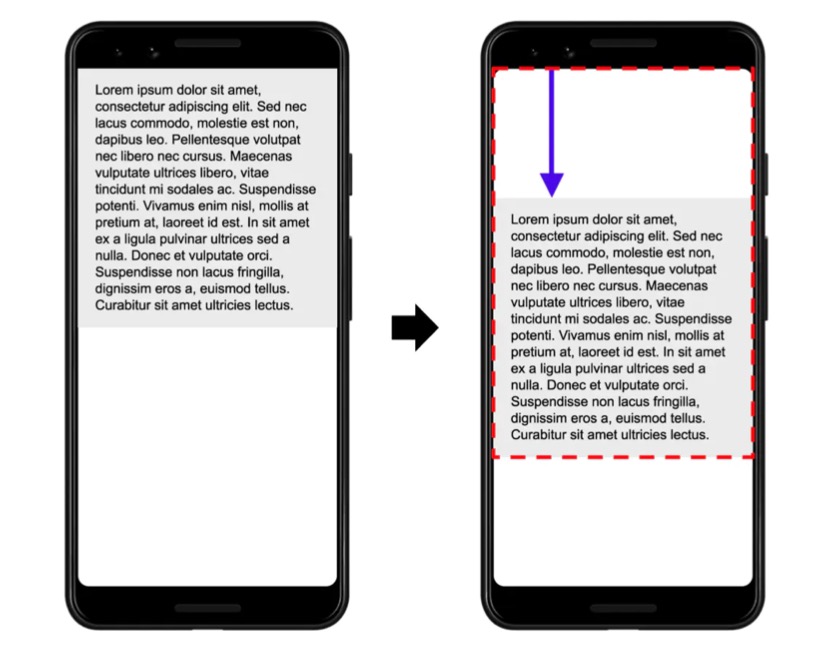 Lorem ipsum dolor sit amet,
consectetur adipiscing elit. Sed nec
lacus commodo, molestie est non,
dapibus leo. Pellentesque volutpat
nec libero nec cursus. Maecenas
vulputate ultrices libero, vitae
tincidunt mi sodales ac. Suspendisse
potenti. Vivamus enim nisl, mollis at
pretium at, laoreet id est. In sit amet
ex a ligula pulvinar ultrices sed a
nulla. Donec et vulputate orci.
Suspendisse non lacus fringilla,
dignissim eros a, euismod tellus.
Curabitur sit amet ultricies lectus.
Lorem ipsum dolor sit amet,
consectetur adipiscing elit. Sed nec
lacus commodo, molestie est non,
dapibus leo. Pellentesque volutpat
nec libero nec cursus. Maecenas
vulputate ultrices libero, vitae
tincidunt mi sodales ac. Suspendisse
potenti. Vivamus enim nisl, mollis at
pretium at, laoreet id est. In sit amet
ex a ligula pulvinar ultrices sed a
nulla. Donec et vulputate orci.
Suspendisse non lacus fringilla,
dignissim eros a, euismod tellus.
Curabitur sit amet ultricies lectus.